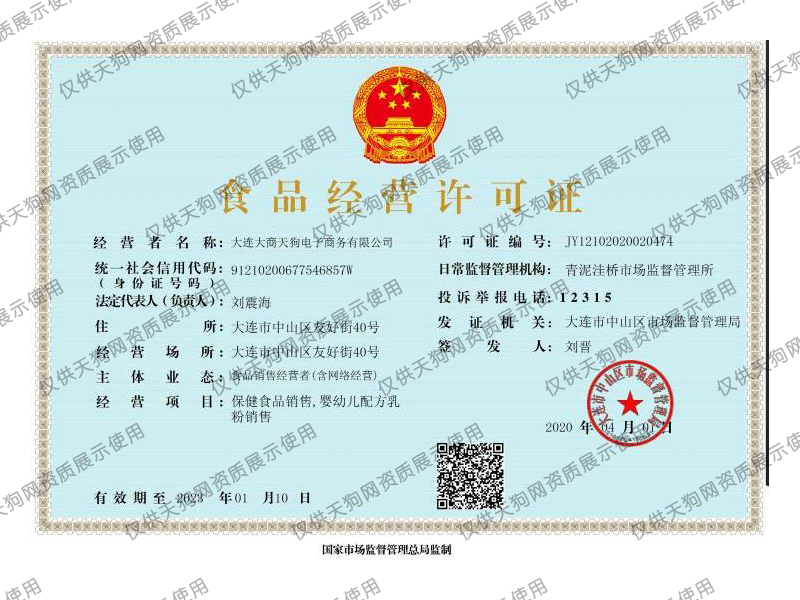 食品经营许可证
经营者名称：大连大商天狗电子商务有限公司
统一社会信用代码：91210200677546857W
（身份证号码）
法定代表人（负责人）：刘震海
住所：大连市中山区友好街40号
经营场所：大连市中山区友好街40号
主体业态：食品销售经营者(含网络经营)
经营项目：保健食品销售,婴幼儿配方乳
粉销售
有效期至 2023 年01 月10 日
许可证编号：JY12102020020474
日常监督管理机构：青泥洼桥市场监督管理所
投诉举报电话：12315
发证机关：大连市中山区市场监督管理局
签发人：刘晋
大连市中山区市场监督管理局
2020 年 04 月 01 日
国家市场监督管理总局监制
仅供天狗网资质展示使用